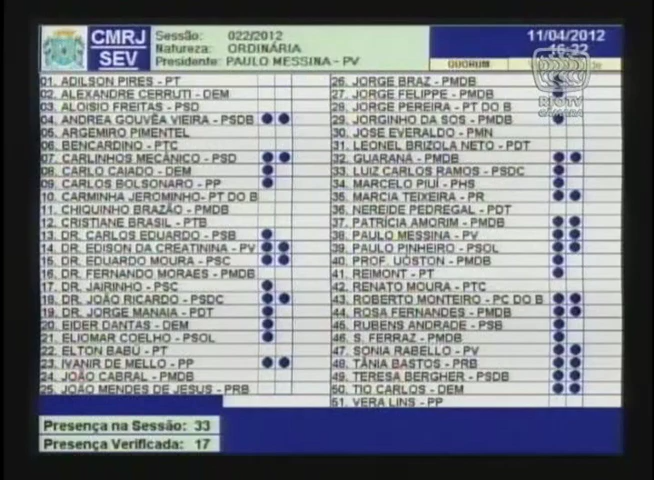 CMRJ
SEV
Sessão: 022/2012
Natureza: ORDINÁRIA
Presidente: PAULO MESSINA - PV
11/04/2012
16:32
QUORUM
RIO TV
CÂMARA
01. ADILSON PIRES - PT
02. ALEXANDRE CERRUTI - DEM
03. ALOISIO FREITAS - PSD
04. ANDREA GOUVÊA VIEIRA - PSDB
05. ARGEMIRO PIMENTEL
06. BENCARDINO - PTC
07. CARLINHOS MECÂNICO - PSD
08. CARLO CAIADO - DEM
09. CARLOS BOLSONARO - PP
10. CARMINHA JEROMINHO- PT DO B
11. CHIQUINHO BRAZÃO - PMDB
12. CRISTIANE BRASIL - PTB
13. DR. CARLOS EDUARDO - PSB
14. DR. EDISON DA CREATININA - PV
15. DR. EDUARDO MOURA - PSC
16. DR. FERNANDO MORAES - PMDB
17. DR. JAIRINHO - PSC
18. DR. JOÃO RICARDO - PSDC
19. DR. JORGE MANAIA - PDT
20. EIDER DANTAS - DEM
21. ELIOMAR COELHO - PSOL
22. ELTON BABÚ - PT
23. IVANIR DE MELLO - PP
24. JOÃO CABRAL - PMDB
25. JOÃO MENDES DE JESUS - PRB
26. JORGE BRAZ - PMDB
27. JORGE FELIPPE - PMDB
28. JORGE PEREIRA - PT DO B
29. JORGINHO DA SOS - PMDB
30. JOSÉ EVERALDO - PMN
31. LEONEL BRIZOLA NETO - PDT
32. GUARANÁ - PMDB
33. LUIZ CARLOS RAMOS - PSDC
34. MARCELO PIUÍ - PHS
35. MARCIA TEIXEIRA - PR
36. NEREIDE PEDREGAL - PDT
37. PATRÍCIA AMORIM - PMDB
38. PAULO MESSINA - PV
39. PAULO PINHEIRO - PSOL
40. PROF. UÓSTON - PMDB
41. REIMONT - PT
42. RENATO MOURA - PTC
43. ROBERTO MONTEIRO - PC DO B
44. ROSA FERNANDES - PMDB
45. RUBENS ANDRADE - PSB
46. S. FERRAZ - PMDB
47. SONIA RABELLO - PV
48. TÂNIA BASTOS - PRB
49. TERESA BERGHER - PSDB
50. TIO CARLOS - DEM
51. VERA LINS - PP
Presença na Sessão: 33
Presença Verificada: 17